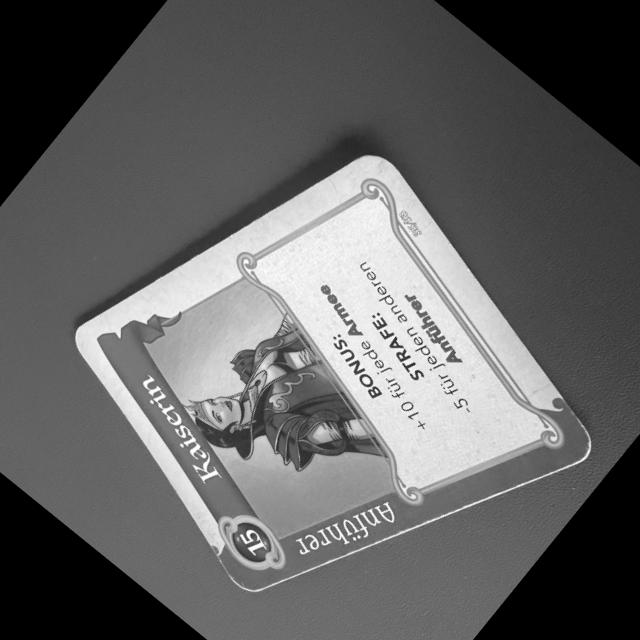 15
Kaiserin
Anführer
BONUS:
+10 für jede Armee
STRAFE:
-5 für jeden anderen
Anführer